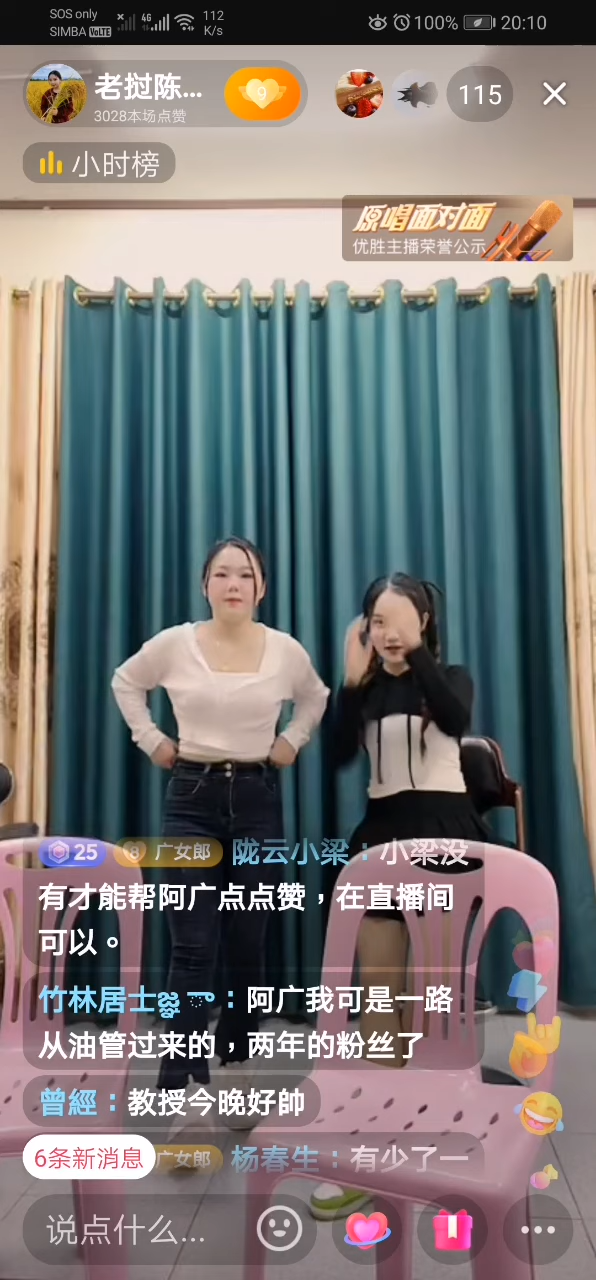 SOS only
SIMBA VoLTE
4G
112
K/s
100%
20:10
老挝陈...
3028本场点赞
9
115
小时榜
原唱面对面
优胜主播荣誉公示
25 8 广女郎 陇云小梁：小梁没
有才能帮阿广点点赞，在直播间
可以。
阿广我可是一路
从油管过来的，两年的粉丝了
曾經：教授今晚好帥
6条新消息 广女郎 杨春生：有少了一
说点什么...